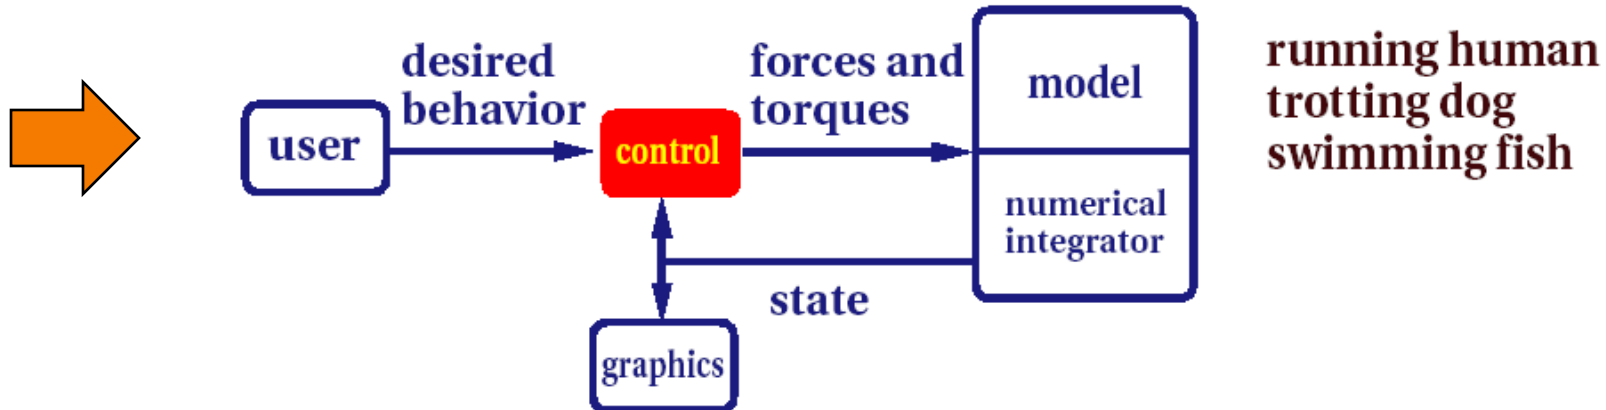 user
desired
behavior
control
forces and
torques
model
numerical
integrator
running human
trotting dog
swimming fish
state
graphics